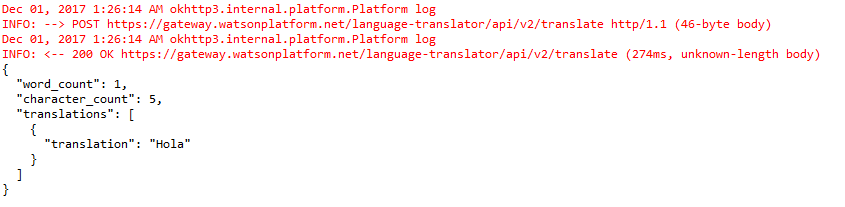 Dec 01, 2017 1:26:14 AM okhttp3.internal.platform.Platform log
INFO: --> POST https://gateway.watsonplatform.net/language-translator/api/v2/translate http/1.1 (46-byte body)
Dec 01, 2017 1:26:14 AM okhttp3.internal.platform.Platform log
INFO: <-- 200 OK https://gateway.watsonplatform.net/language-translator/api/v2/translate (274ms, unknown-length body)
{
  "word_count": 1,
  "character_count": 5,
  "translations": [
    {
      "translation": "Hola"
    }
  ]
}